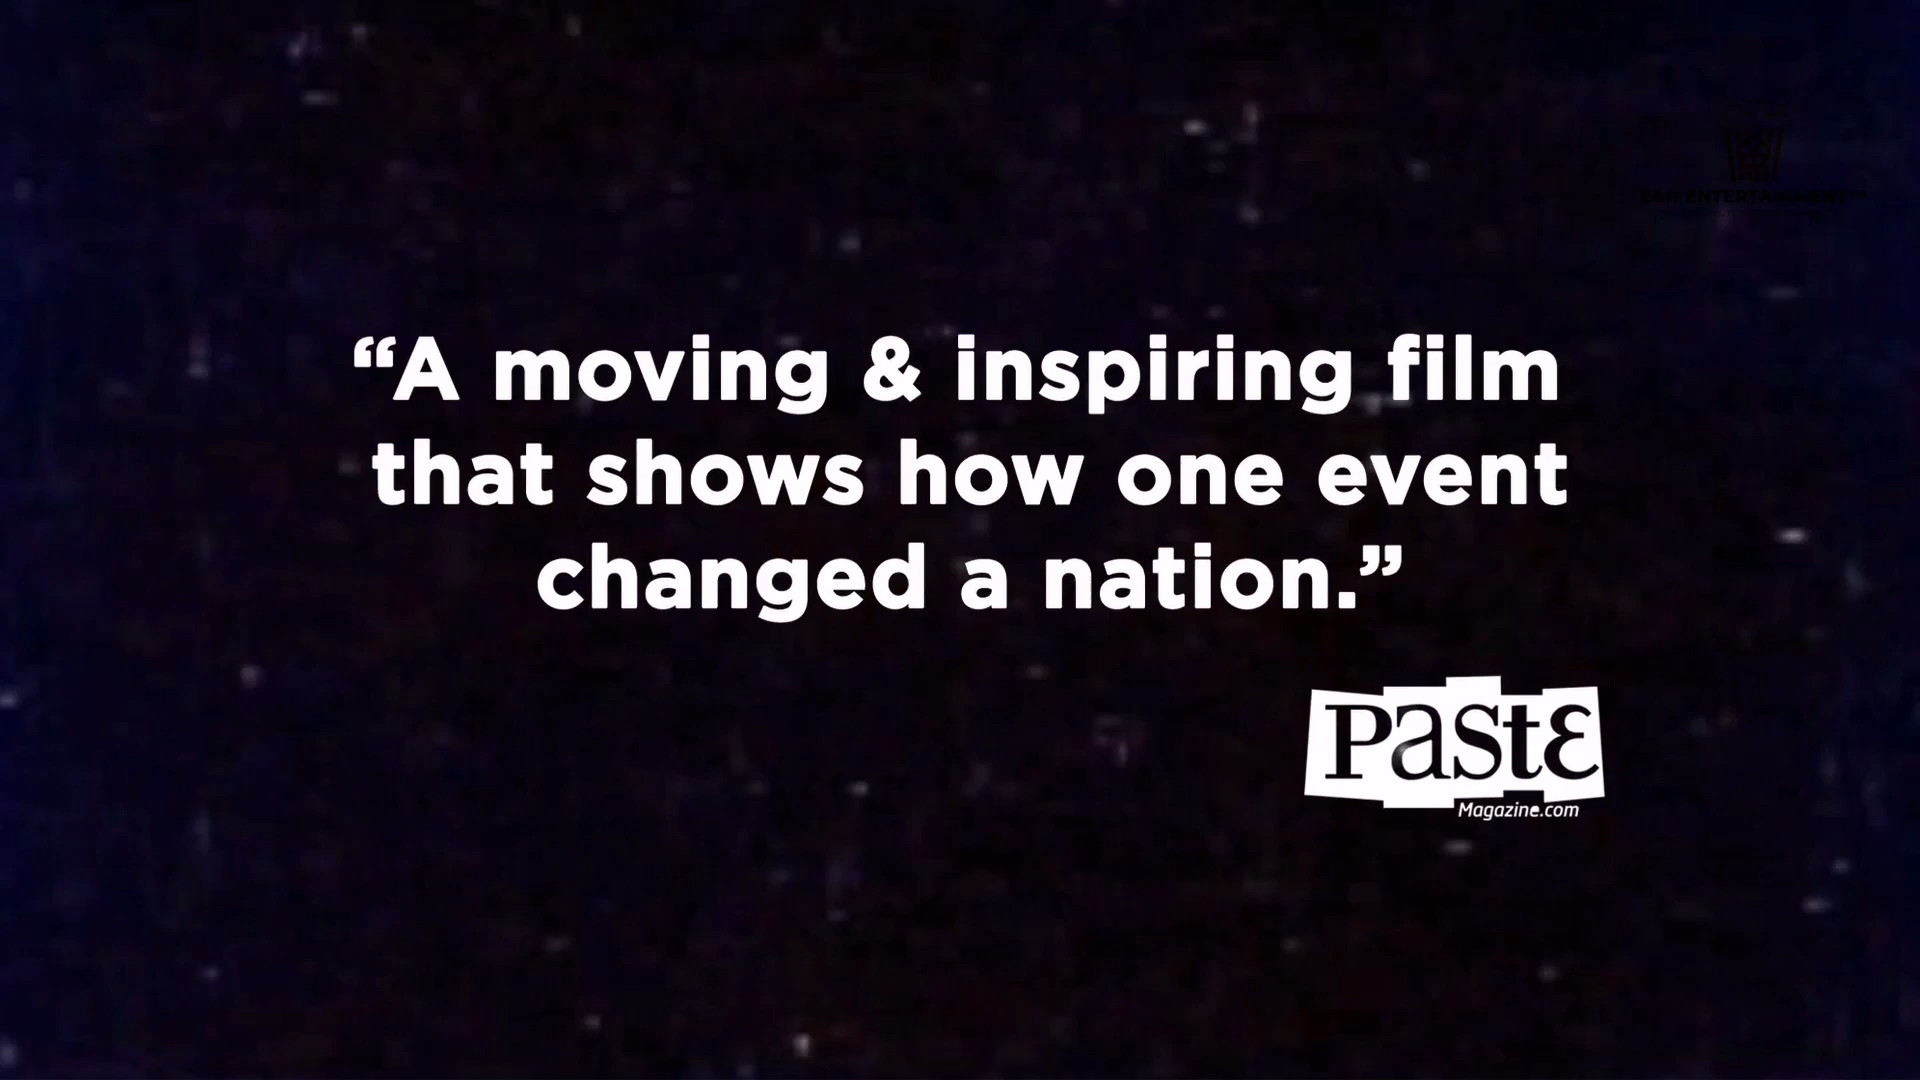 “A moving & inspiring film
that shows how one event
changed a nation.”
Paste
Magazine.com